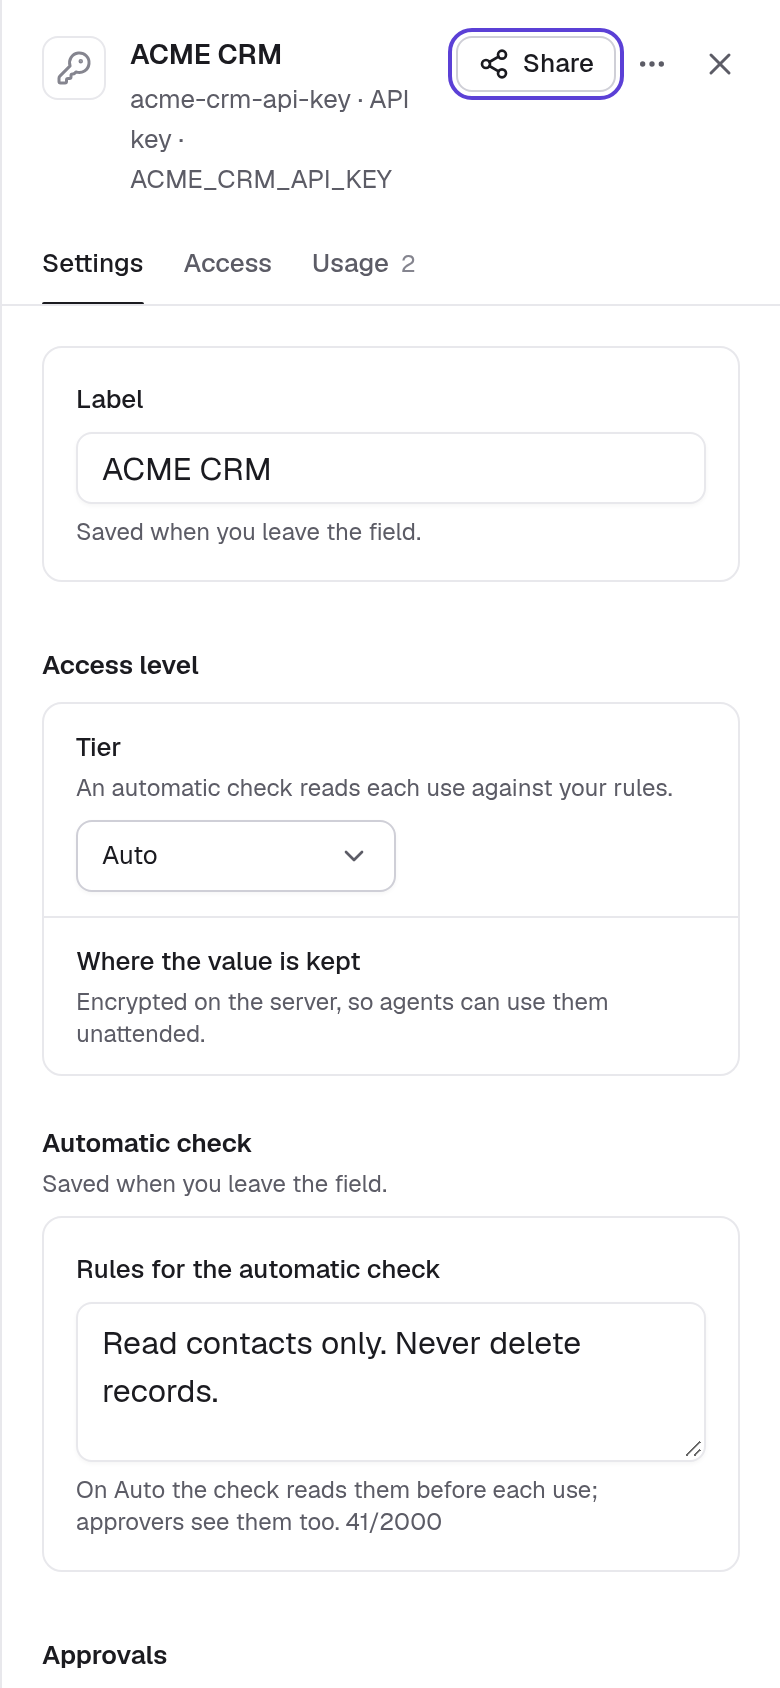 ACME CRM
acme-crm-api-key · API
key ·
ACME_CRM_API_KEY
Share
Settings
Access
Usage 2
Label
ACME CRM
Saved when you leave the field.
Access level
Tier
An automatic check reads each use against your rules.
Auto
Where the value is kept
Encrypted on the server, so agents can use them
unattended.
Automatic check
Saved when you leave the field.
Rules for the automatic check
Read contacts only. Never delete
records.
On Auto the check reads them before each use;
approvers see them too. 41/2000
Approvals